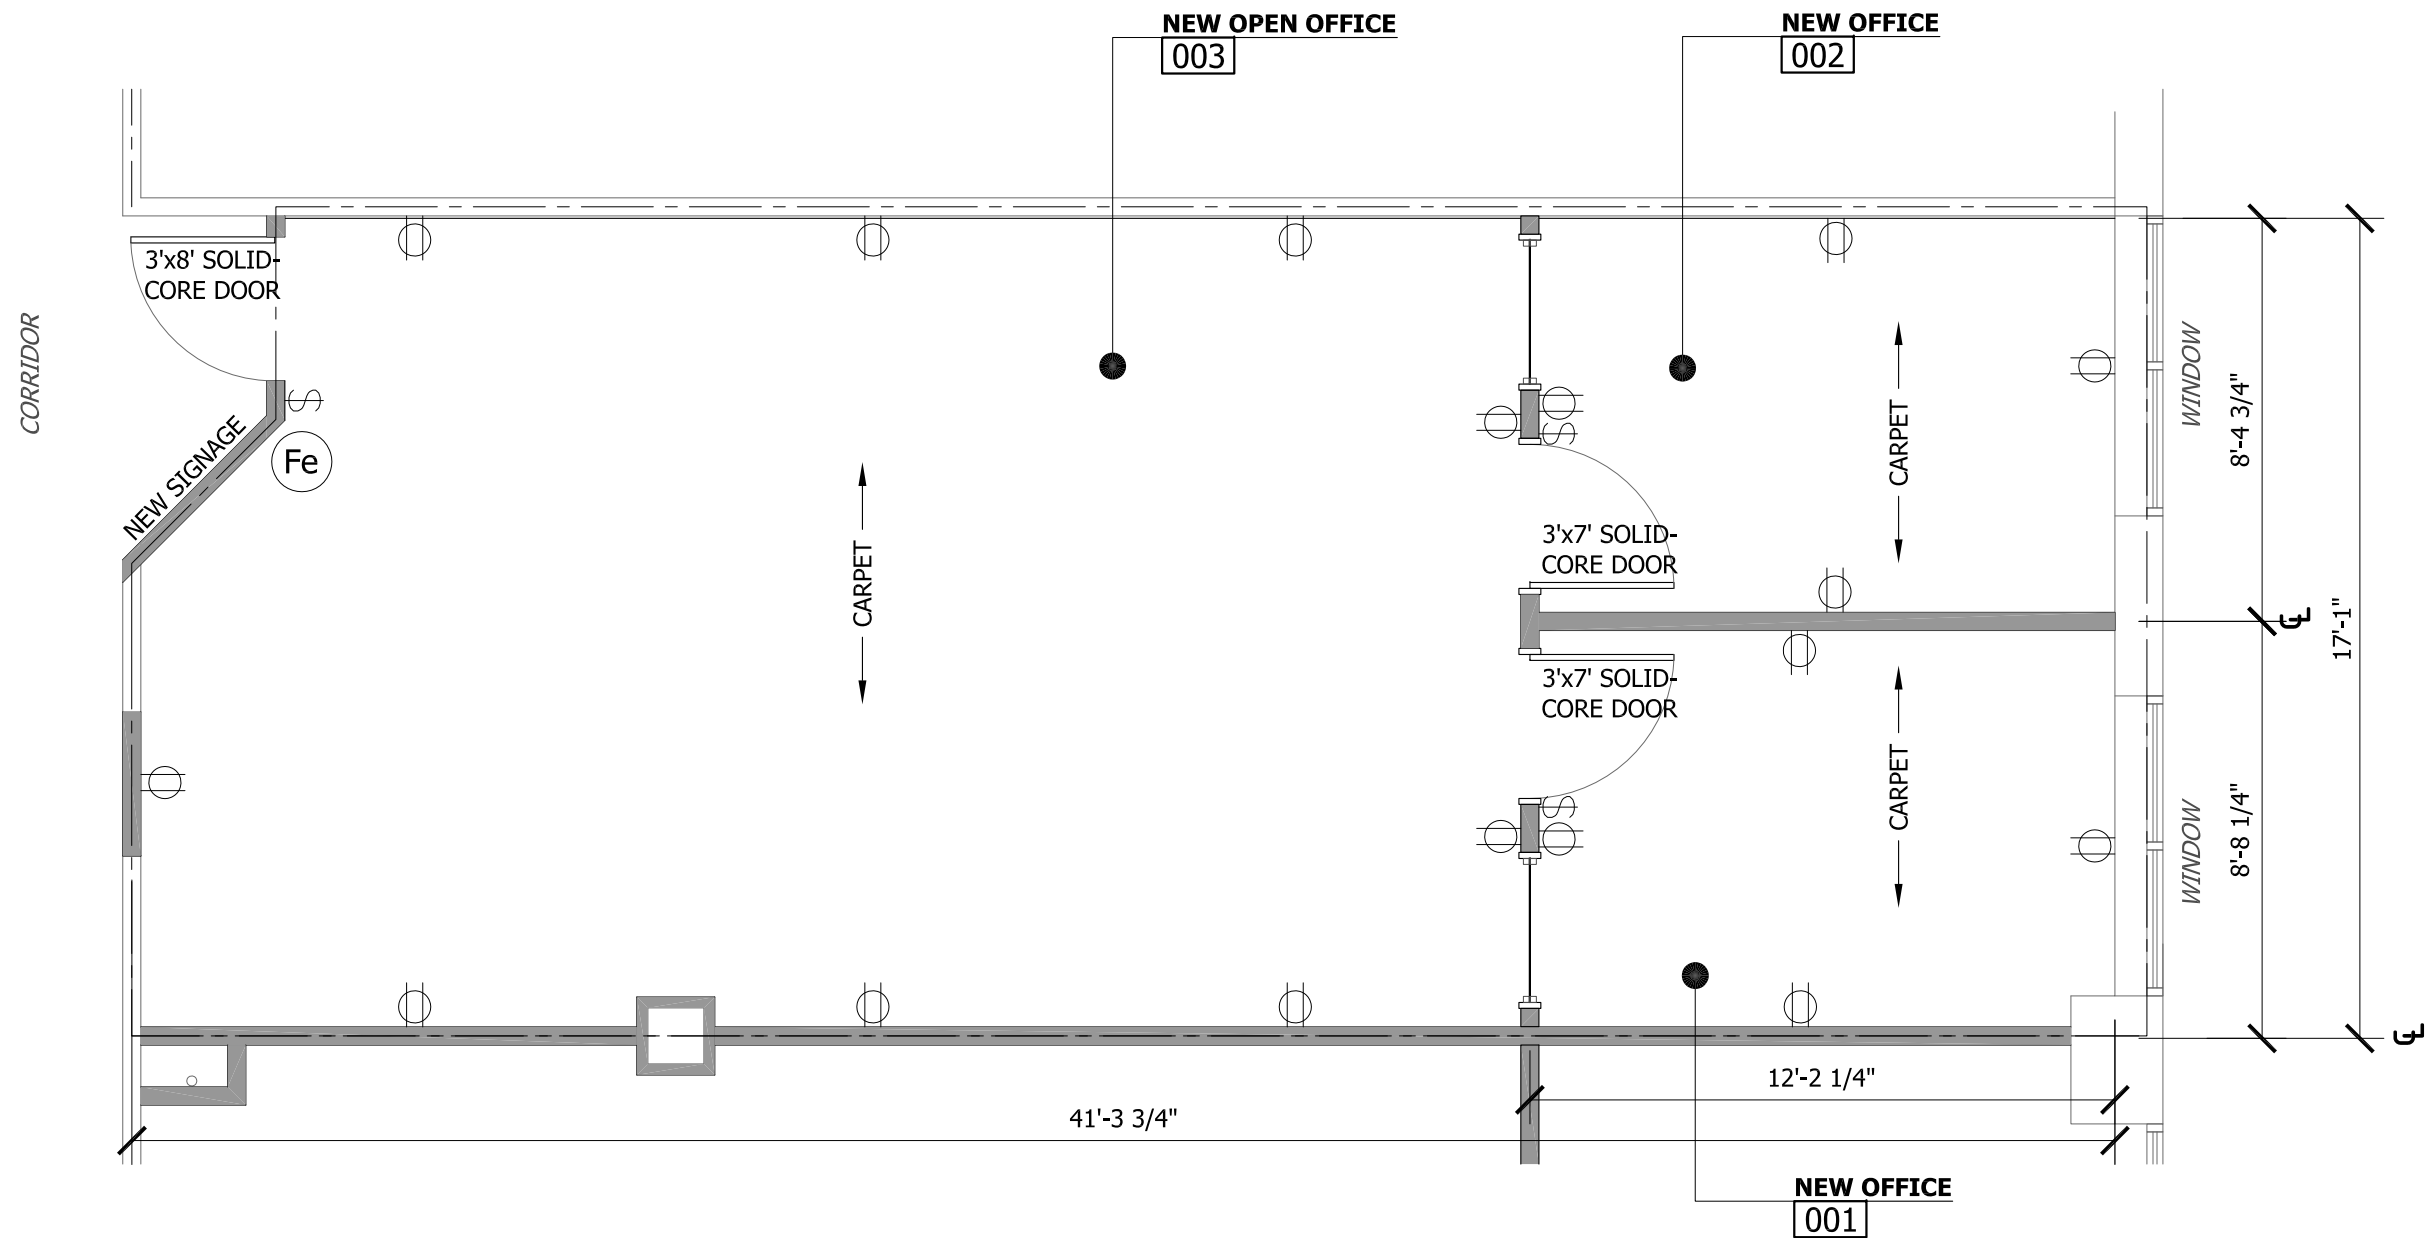 NEW OPEN OFFICE
003
NEW OFFICE
002
3'x8' SOLID-
CORE DOOR
CORRIDOR
NEW SIGNAGE
S
Fe
CARPET
S
3'x7' SOLID-
CORE DOOR
CARPET
WINDOW
8'-4 3/4"
17'-1"
CL
3'x7' SOLID-
CORE DOOR
S
CARPET
WINDOW
8'-8 1/4"
CL
12'-2 1/4"
41'-3 3/4"
NEW OFFICE
001